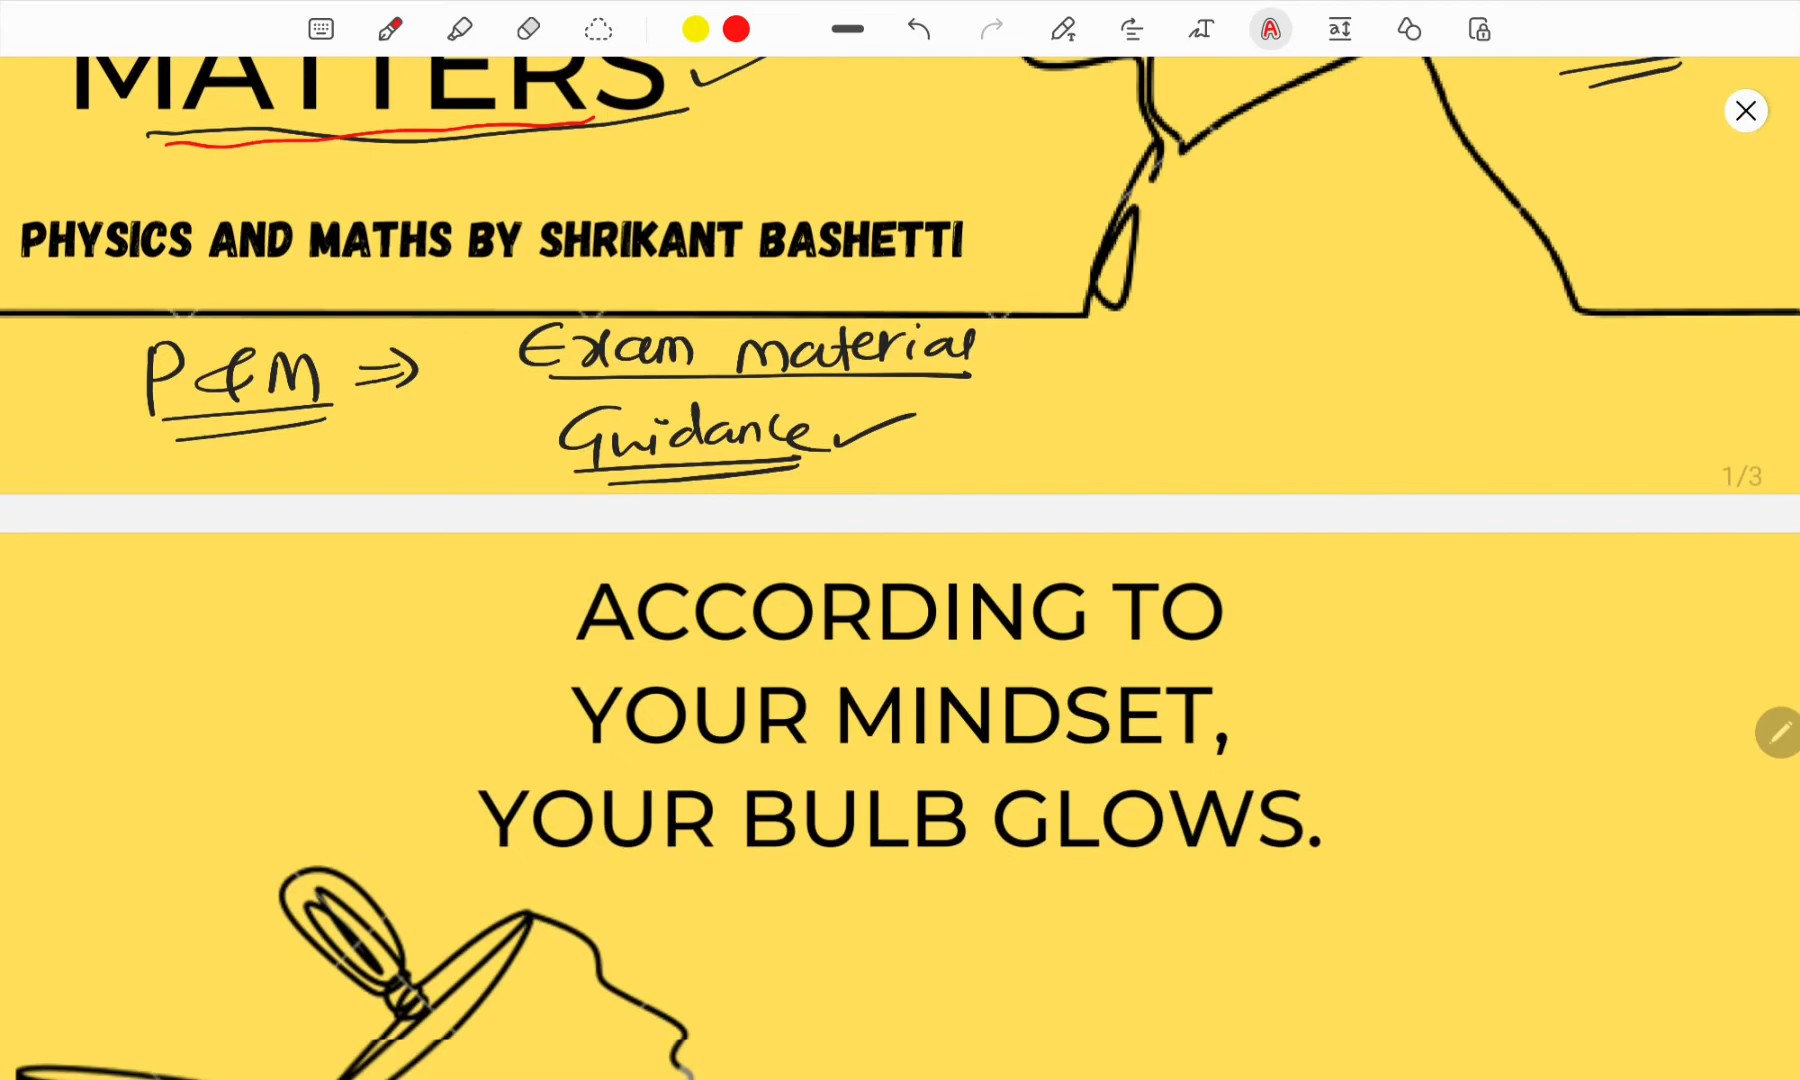 MATTERS
PHYSICS AND MATHS BY SHRIKANT BASHETTI
P & M ⇒ Exam material
Guidance
1/3
ACCORDING TO
YOUR MINDSET,
YOUR BULB GLOWS.